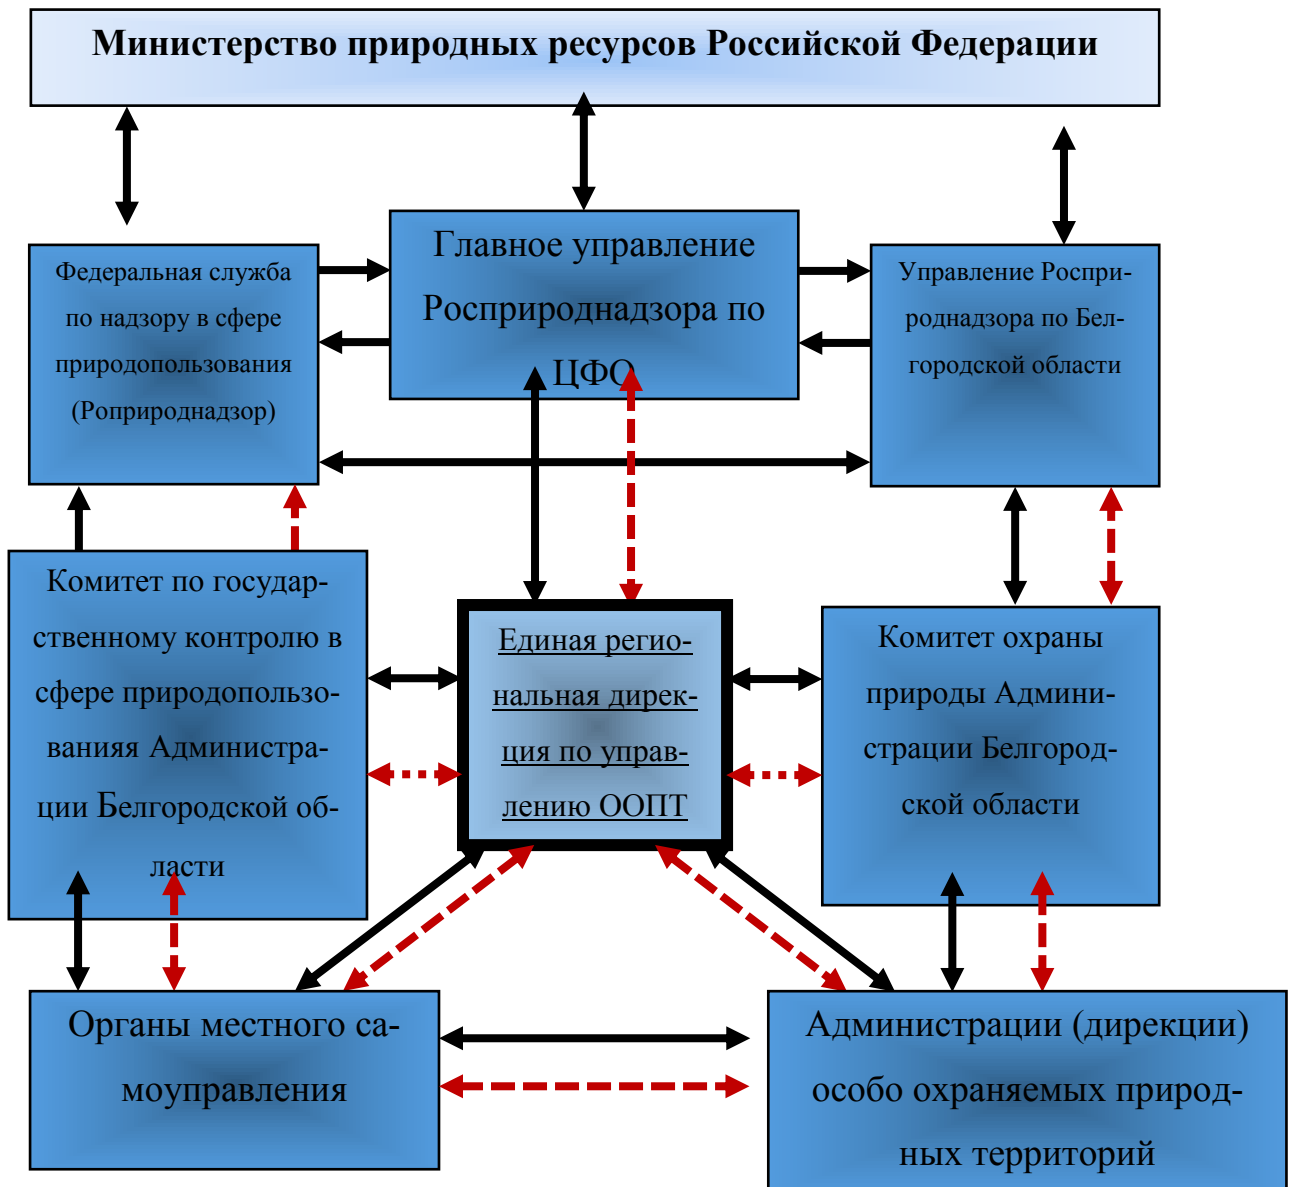 Министерство природных ресурсов Российской Федерации
Федеральная служба
по надзору в сфере
природопользования
(Роприроднадзор)
Главное управление
Росприроднадзора по
ЦФО
Управление Роспри-
роднадзора по Бел-
городской области
Комитет по государ-
ственному контролю в
сфере природопользо-
ванияя Администра-
ции Белгородской об-
ласти
Единая регио-
нальная дирек-
ция по управ-
лению ООПТ
Комитет охраны
природы Админи-
страции Белгород-
ской области
Органы местного са-
моуправления
Администрации (дирекции)
особо охраняемых природ-
ных территорий